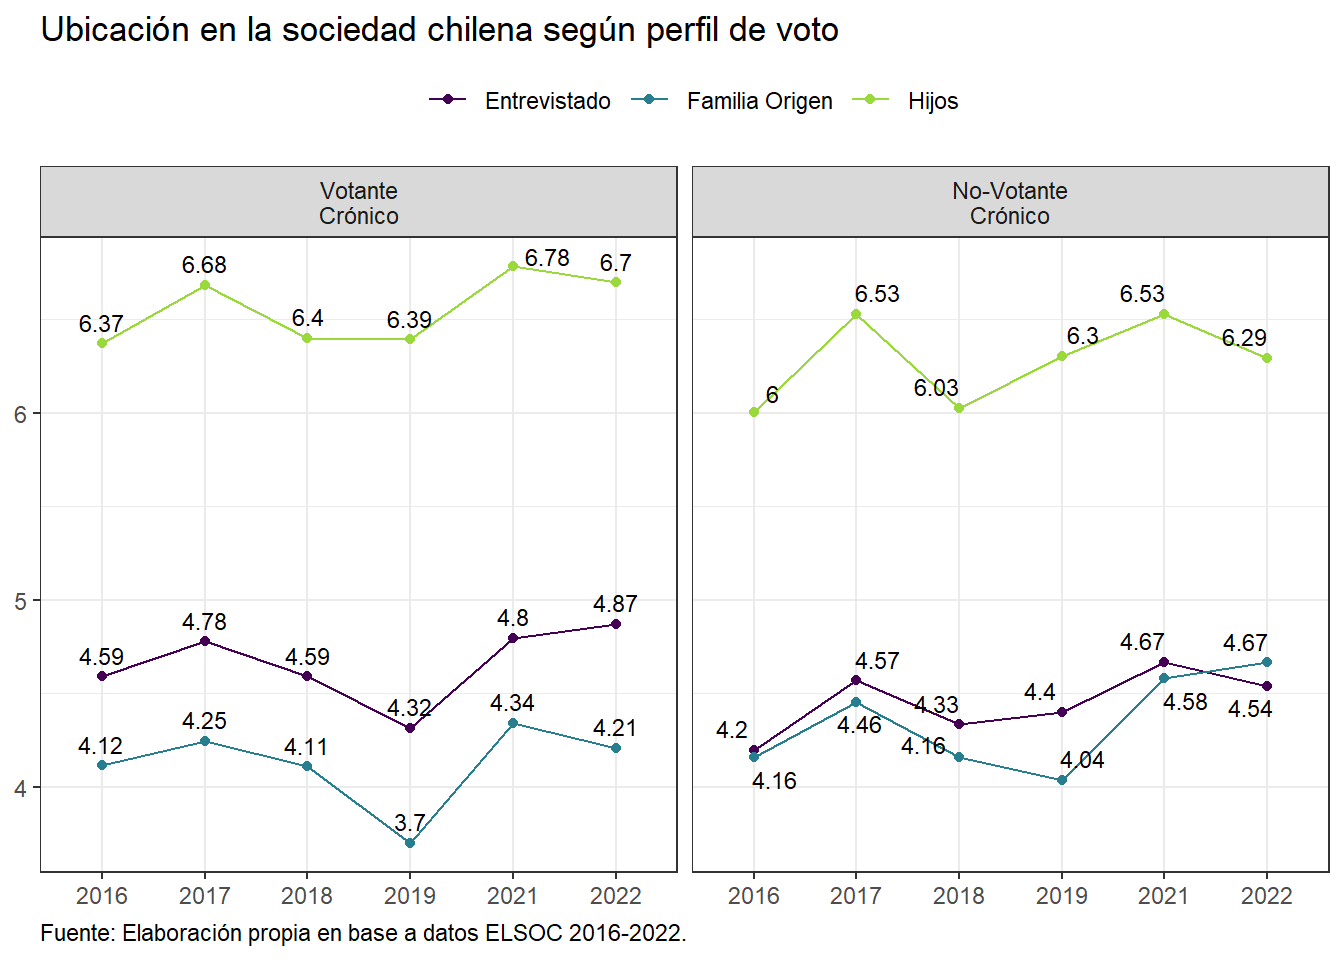 Ubicación en la sociedad chilena según perfil de voto
Entrevistado Familia Origen Hijos
Votante
Crónico
No-Votante
Crónico
6.37 6.68 6.4 6.39 6.78 6.7
4.59 4.78 4.59 4.32 4.8 4.87
4.12 4.25 4.11 3.7 4.34 4.21
6 6.53 6.03 6.3 6.53 6.29
4.2 4.57 4.33 4.4 4.67 4.54
4.16 4.46 4.16 4.04 4.58 4.67
6
5
4
2016 2017 2018 2019 2021 2022
2016 2017 2018 2019 2021 2022
Fuente: Elaboración propia en base a datos ELSOC 2016-2022.